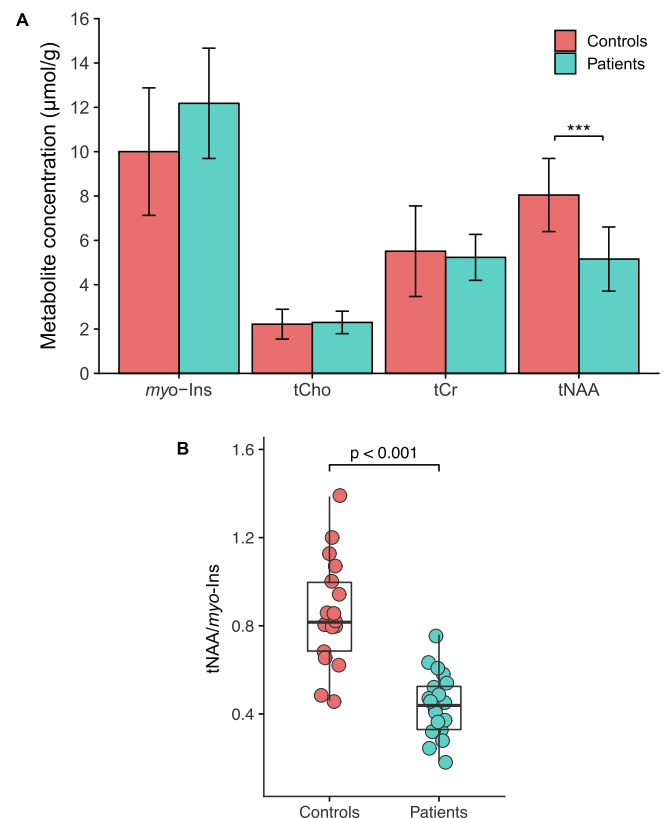 A
Metabolite concentration (μmol/g)
16
14
12
10
8
6
4
2
0
Controls
Patients
***
myo−Ins
tCho
tCr
tNAA
B
tNAA/myo-Ins
1.6
1.2
0.8
0.4
p < 0.001
Controls
Patients